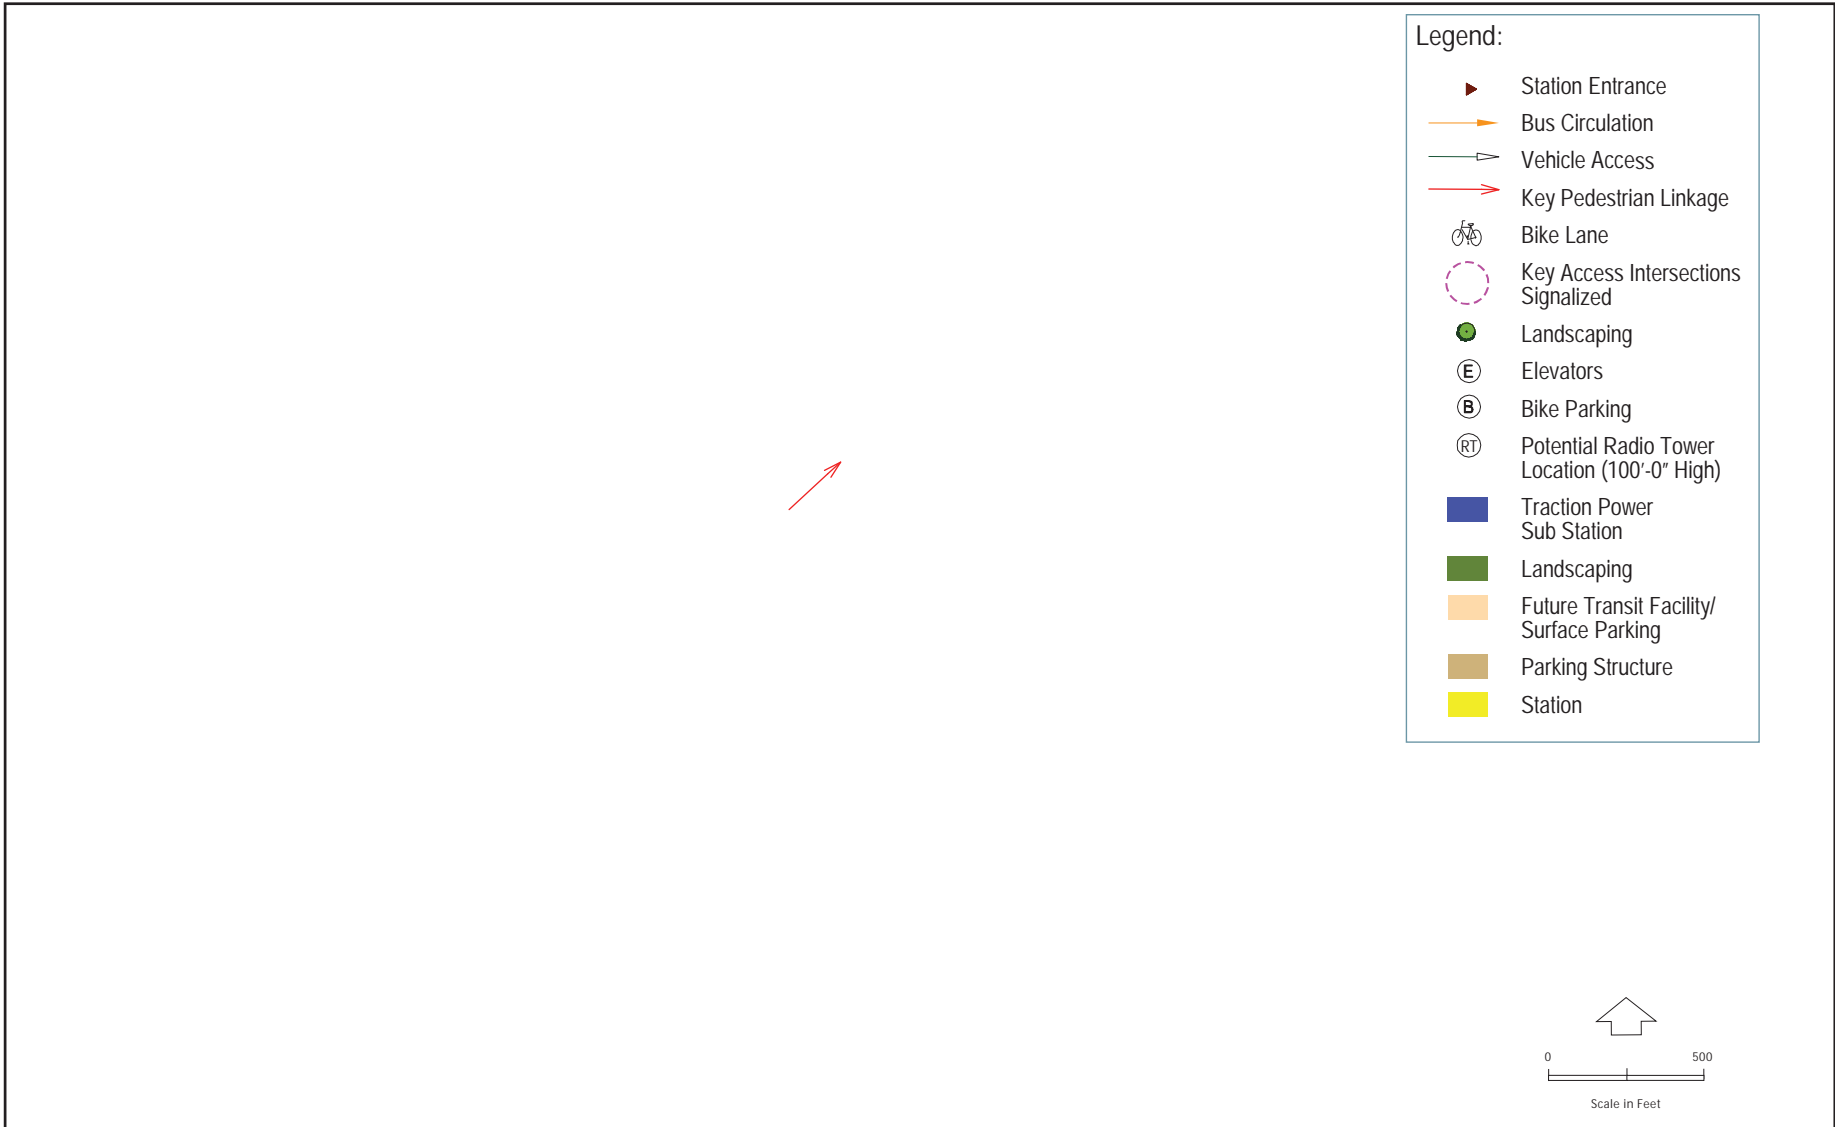 Legend:
Station Entrance
Bus Circulation
Vehicle Access
Key Pedestrian Linkage
Bike Lane
Key Access Intersections
Signalized
Landscaping
E Elevators
B Bike Parking
RT Potential Radio Tower
Location (100'-0" High)
Traction Power
Sub Station
Landscaping
Future Transit Facility/
Surface Parking
Parking Structure
Station
0 500
Scale in Feet